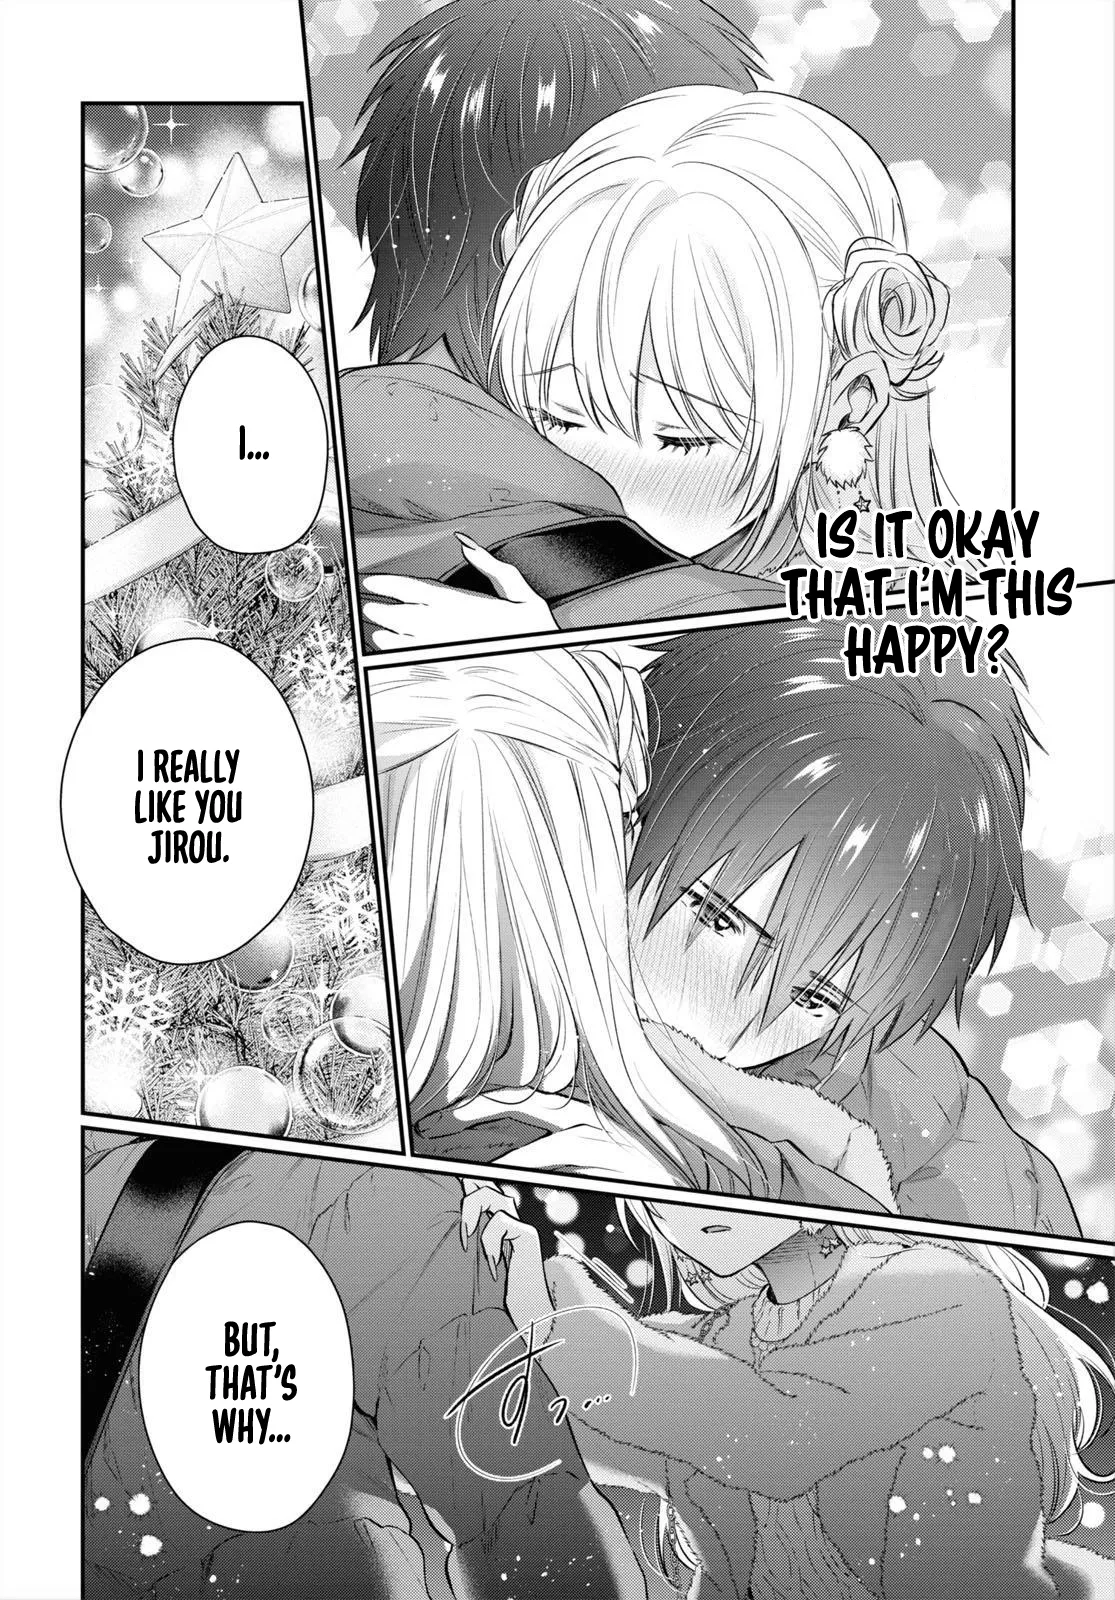 IS IT OKAY
THAT I'M THIS
HAPPY?
I...
I REALLY
LIKE YOU
JIROU.
BUT,
THAT'S
WHY...
すっ...